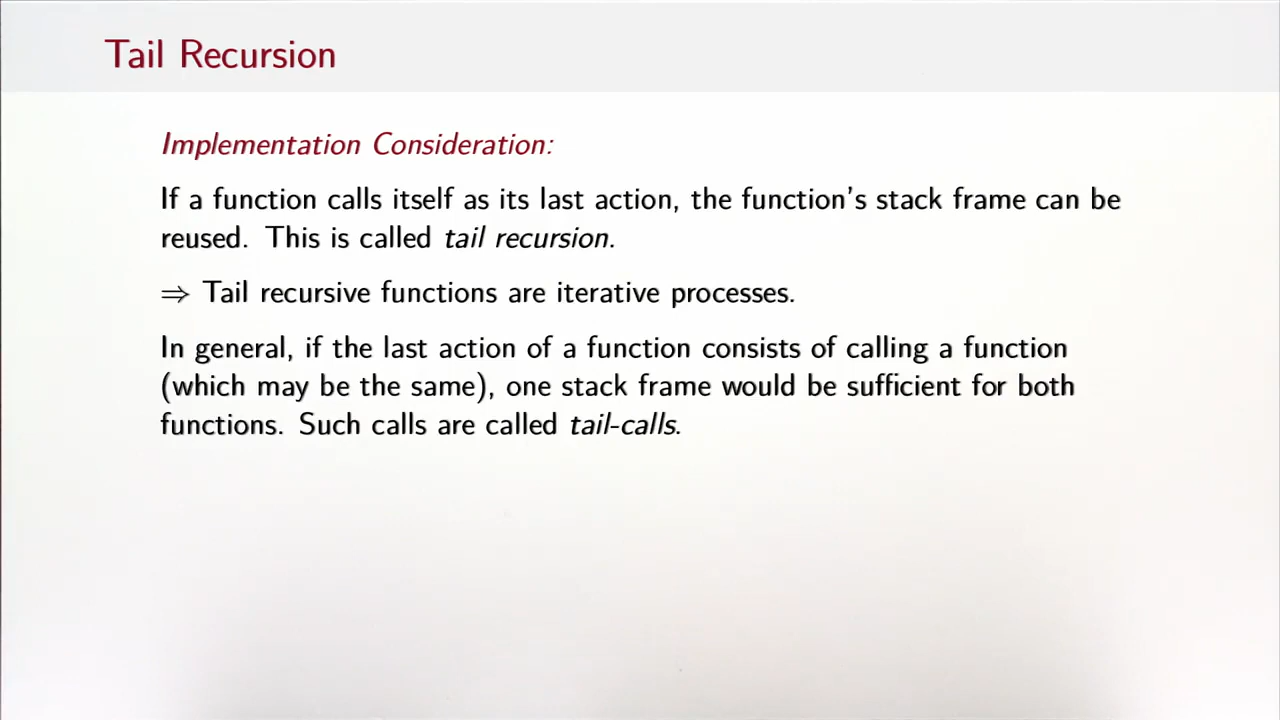 Tail Recursion
Implementation Consideration:
If a function calls itself as its last action, the function's stack frame can be
reused. This is called tail recursion.
⇒ Tail recursive functions are iterative processes.
In general, if the last action of a function consists of calling a function
(which may be the same), one stack frame would be sufficient for both
functions. Such calls are called tail-calls.